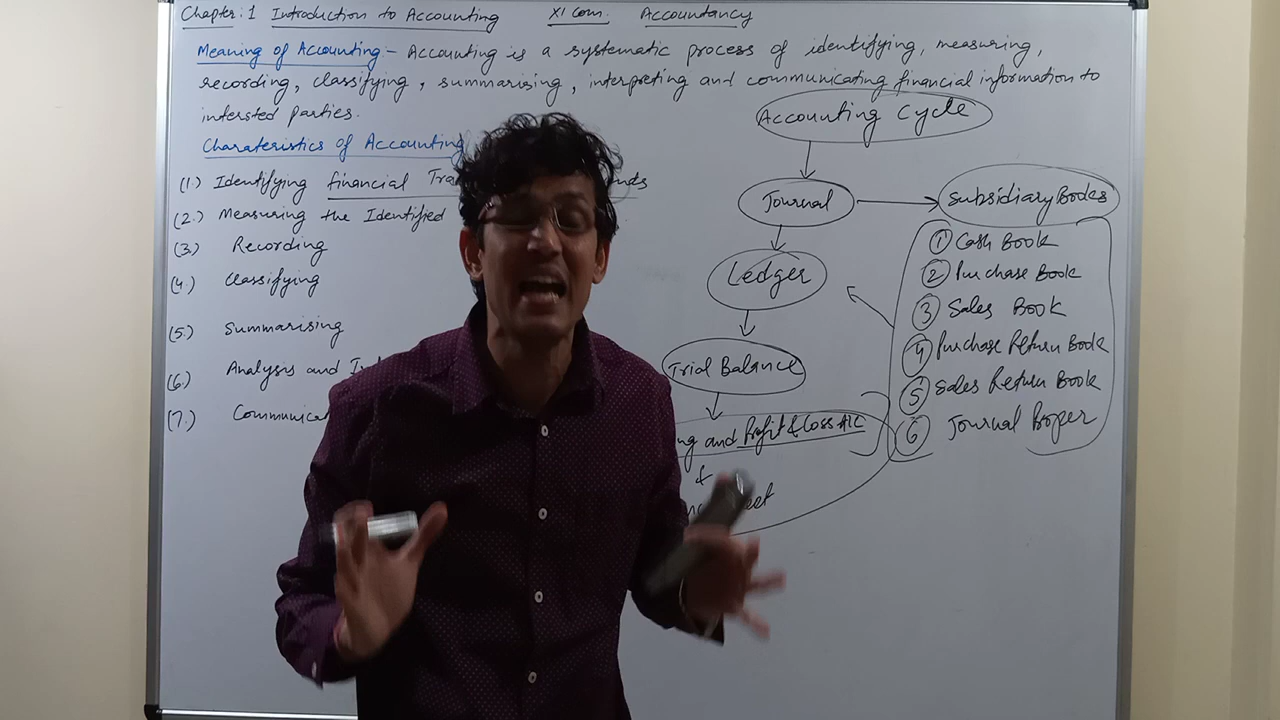 Chapter:1 Introduction to Accounting XI Com. Accountancy
Meaning of Accounting - Accounting is a systematic process of identifying, measuring,
recording, classifying, summarising, interpreting and communicating financial information to
intersted parties.
Charateristics of Accounting
(1.) Identifying financial
(2.) Measuring the Identified
(3.) Recording
(4.) Classifying
(5.) Summarising
(6.) Analysis and
(7.)
Accounting Cycle
Journal
Ledger
Trial Balance
and Profit & Loss A/C
&
Subsidiary Books
1 Cash Book
2 Purchase Book
3 Sales Book
4 Purchase Return Book
5 Sales Return Book
6 Journal Proper